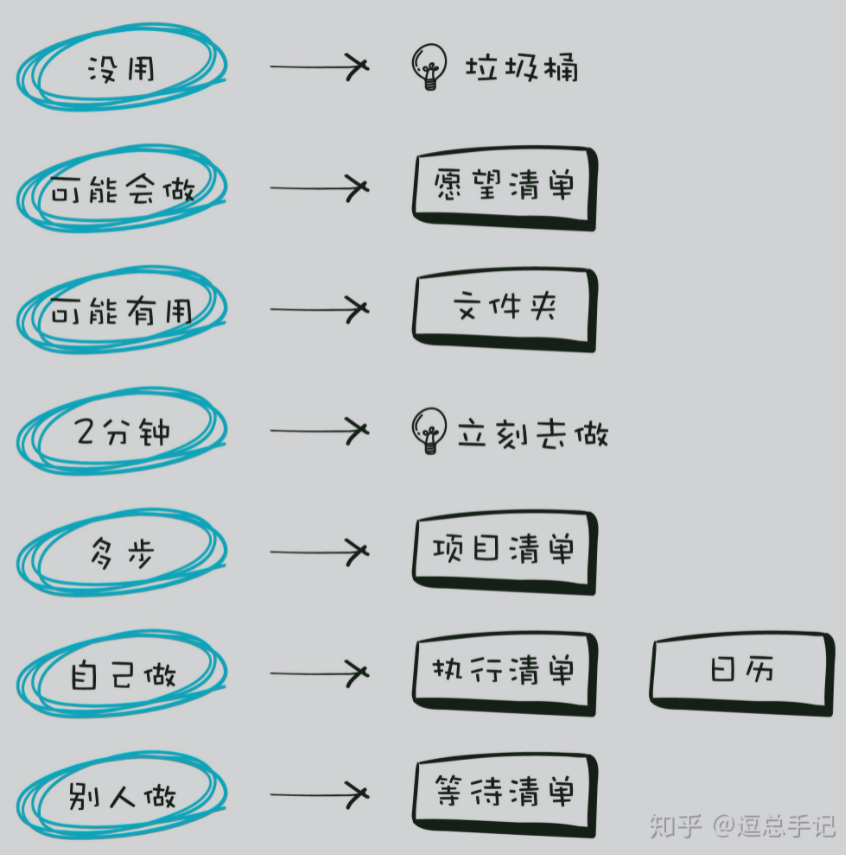 没用 垃圾桶
可能会做 愿望清单
可能有用 文件夹
2分钟 立刻去做
多步 项目清单
自己做 执行清单 日历
别人做 等待清单
知乎 @逗总手记